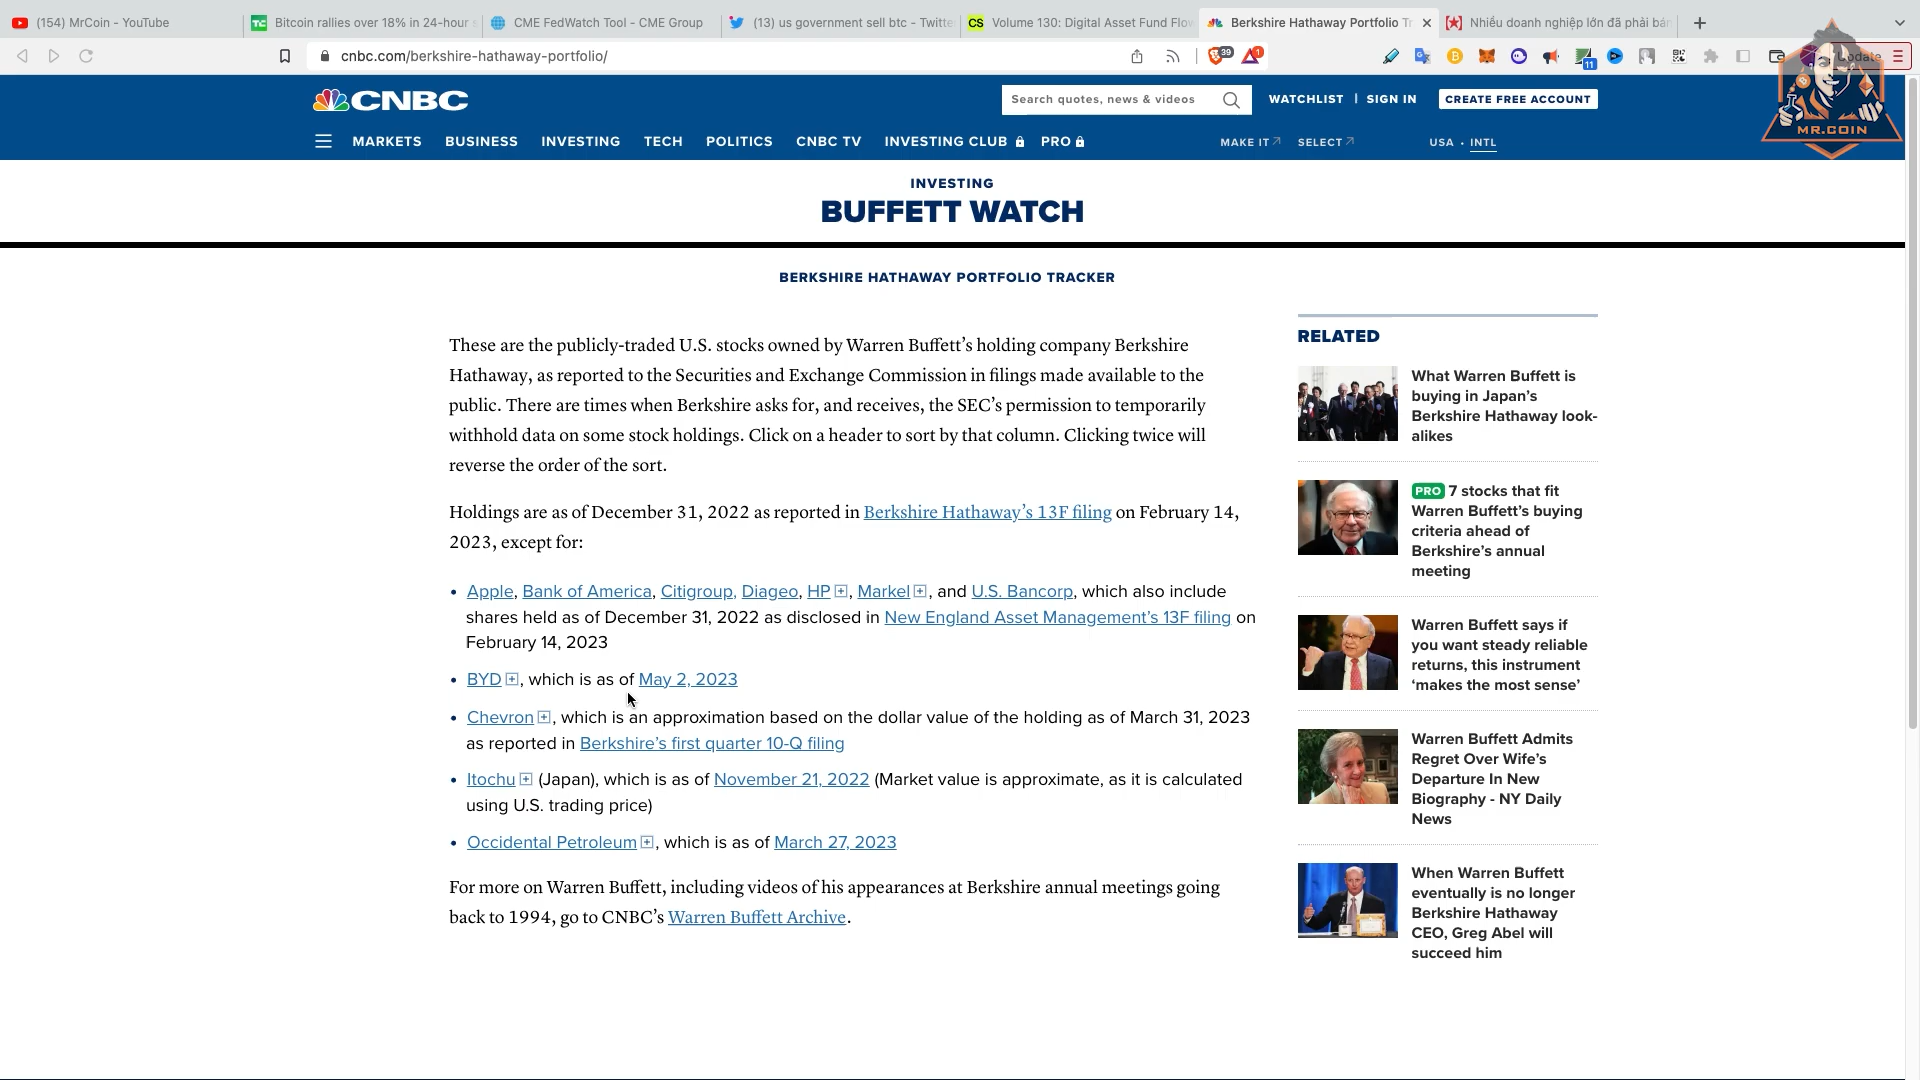 (154) MrCoin - YouTube
Bitcoin rallies over 18% in 24-hour s
CME FedWatch Tool - CME Group
(13) us government sell btc - Twitte
CS Volume 130: Digital Asset Fund Flow
Berkshire Hathaway Portfolio Tr
Nhiều doanh nghiệp lớn đã phải bán
cnbc.com/berkshire-hathaway-portfolio/
39
1
11
Update
MR.COIN
CNBC
Search quotes, news & videos
WATCHLIST | SIGN IN
CREATE FREE ACCOUNT
MARKETS BUSINESS INVESTING TECH POLITICS CNBC TV INVESTING CLUB PRO
MAKE IT SELECT USA • INTL
INVESTING
BUFFETT WATCH
BERKSHIRE HATHAWAY PORTFOLIO TRACKER
These are the publicly-traded U.S. stocks owned by Warren Buffett’s holding company Berkshire
Hathaway, as reported to the Securities and Exchange Commission in filings made available to the
public. There are times when Berkshire asks for, and receives, the SEC’s permission to temporarily
withhold data on some stock holdings. Click on a header to sort by that column. Clicking twice will
reverse the order of the sort.
Holdings are as of December 31, 2022 as reported in Berkshire Hathaway’s 13F filing on February 14,
2023, except for:
• Apple, Bank of America, Citigroup, Diageo, HP, Markel, and U.S. Bancorp, which also include
shares held as of December 31, 2022 as disclosed in New England Asset Management’s 13F filing on
February 14, 2023
• BYD, which is as of May 2, 2023
• Chevron, which is an approximation based on the dollar value of the holding as of March 31, 2023
as reported in Berkshire’s first quarter 10-Q filing
• Itochu (Japan), which is as of November 21, 2022 (Market value is approximate, as it is calculated
using U.S. trading price)
• Occidental Petroleum, which is as of March 27, 2023
For more on Warren Buffett, including videos of his appearances at Berkshire annual meetings going
back to 1994, go to CNBC’s Warren Buffett Archive.
RELATED
What Warren Buffett is
buying in Japan’s
Berkshire Hathaway look-
alikes
PRO 7 stocks that fit
Warren Buffett’s buying
criteria ahead of
Berkshire’s annual
meeting
Warren Buffett says if
you want steady reliable
returns, this instrument
‘makes the most sense’
Warren Buffett Admits
Regret Over Wife’s
Departure In New
Biography - NY Daily
News
When Warren Buffett
eventually is no longer
Berkshire Hathaway
CEO, Greg Abel will
succeed him